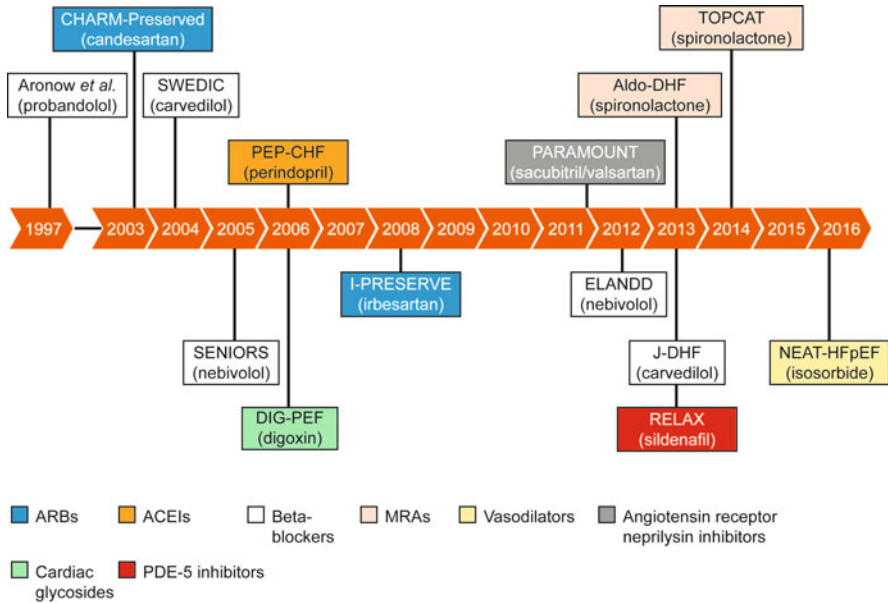 CHARM-Preserved
(candesartan)
TOPCAT
(spironolactone)
Aronow et al.
(probandolol)
SWEDIC
(carvedilol)
Aldo-DHF
(spironolactone)
PEP-CHF
(perindopril)
PARAMOUNT
(sacubitril/valsartan)
1997 2003 2004 2005 2006 2007 2008 2009 2010 2011 2012 2013 2014 2015 2016
I-PRESERVE
(irbesartan)
ELANDD
(nebivolol)
SENIORS
(nebivolol)
J-DHF
(carvedilol)
NEAT-HFpEF
(isosorbide)
DIG-PEF
(digoxin)
RELAX
(sildenafil)
ARBs
ACEIs
Beta-
blockers
MRAs
Vasodilators
Angiotensin receptor
neprilysin inhibitors
Cardiac
glycosides
PDE-5 inhibitors